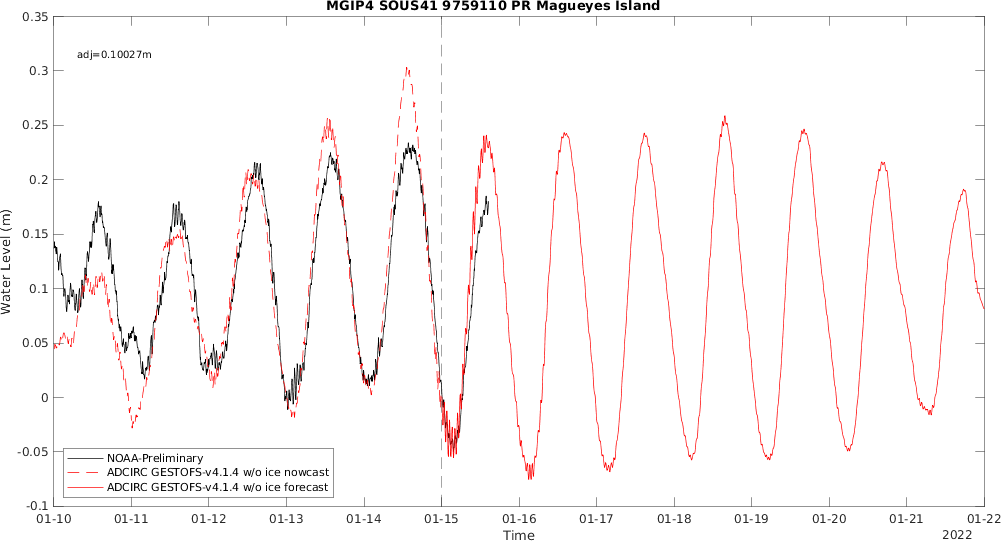 MGIP4 SOUS41 9759110 PR Magueyes Island
adj=0.10027m
0.35
0.3
0.25
0.2
0.15
0.1
0.05
0
-0.05
-0.1
Water Level (m)
NOAA-Preliminary
ADCIRC GESTOFS-v4.1.4 w/o ice nowcast
ADCIRC GESTOFS-v4.1.4 w/o ice forecast
01-10 01-11 01-12 01-13 01-14 01-15 01-16 01-17 01-18 01-19 01-20 01-21 01-22
Time
2022